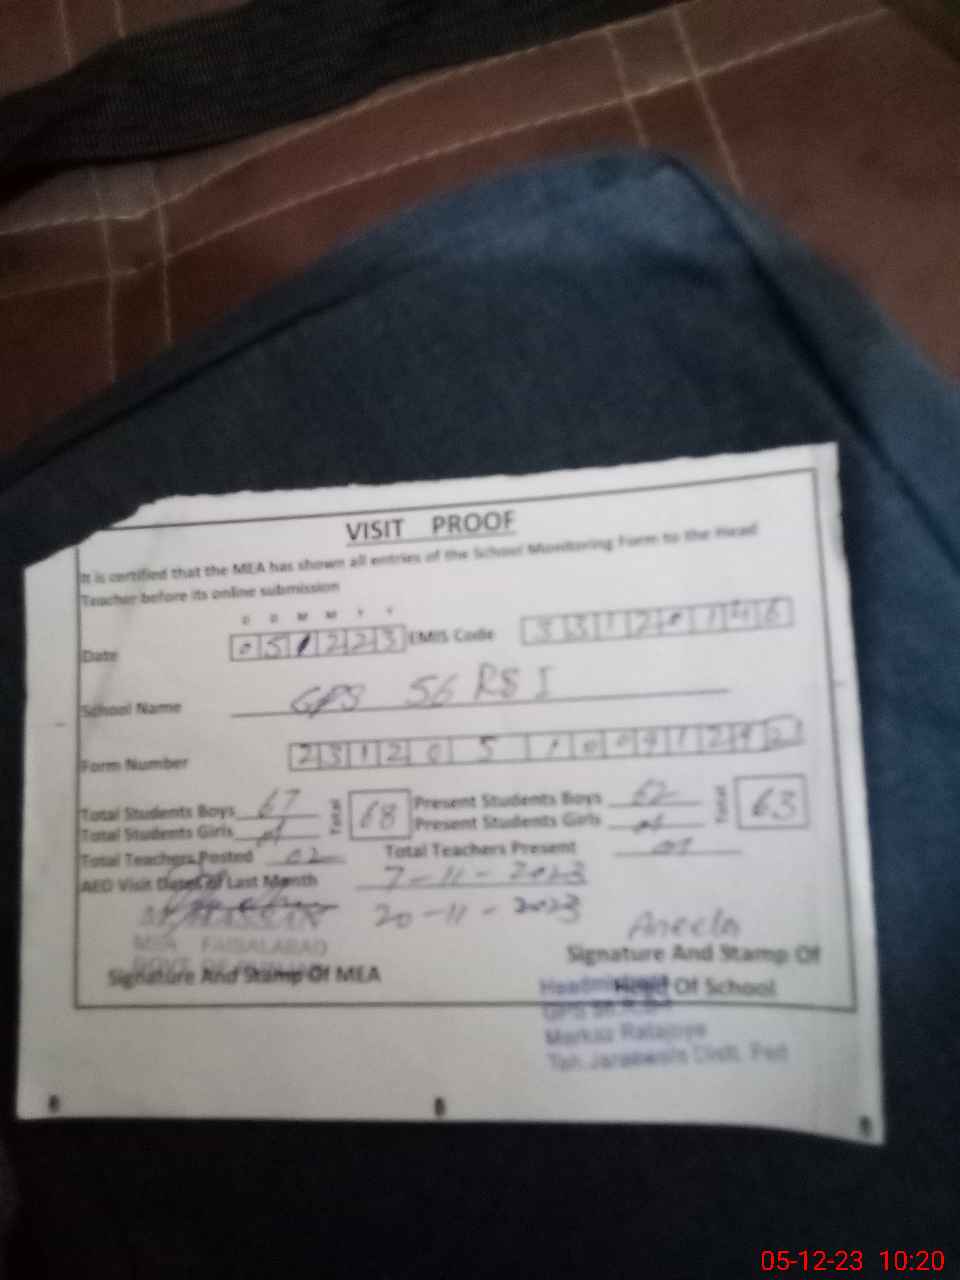 VISIT PROOF
It is certified that the MEA has shown all entries of the School Monitoring Form to the Head
Teacher before its online submission
D D M M Y Y
Date 051223 EMIS Code 33120146
School Name GPS 56 RB I
Form Number
Total Students Boys 67 Total 68 Present Students Boys 62 Total 63
Total Students Girls 01 Present Students Girls 01
Total Teachers Posted 02 Total Teachers Present
AEO Visit Dates of Last Month 7-11-2023
20-11-2023
MEA FAISALABAD
Signature And Stamp Of MEA
Signature And Stamp Of
Head Of School
Markaz
Teh. Jaranwala Distt. Fsd
05-12-23 10:20